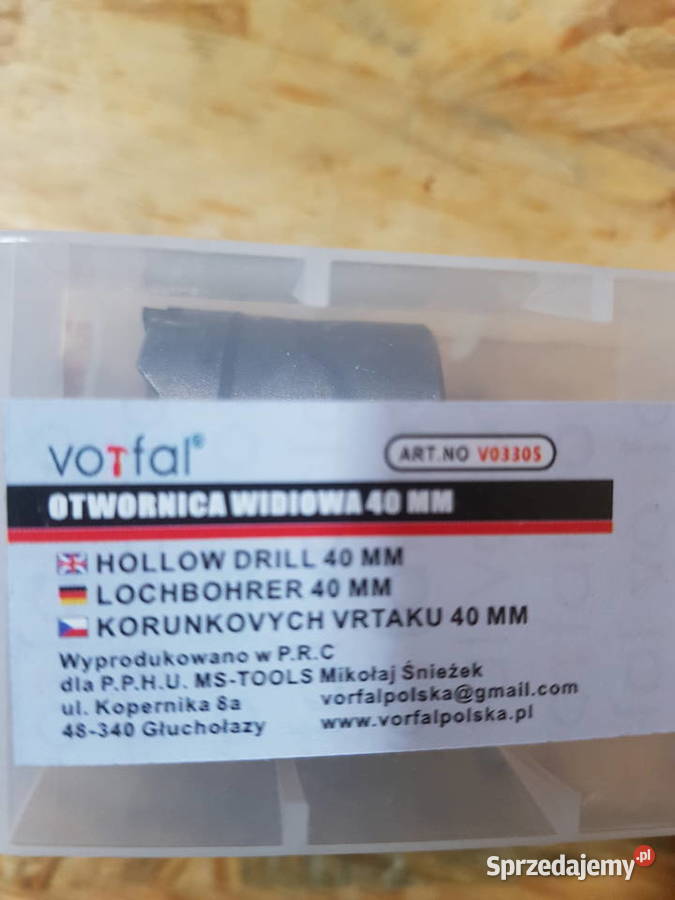 vorfal®
ART.NO V0330S
OTWORNICA WIDIOWA 40 MM
HOLLOW DRILL 40 MM
LOCHBOHRER 40 MM
KORUNKOVYCH VRTAKU 40 MM
Wyprodukowano w P.R.C
dla P.P.H.U. MS-TOOLS Mikołaj Śnieżek
ul. Kopernika 8a
vorfalpolska@gmail.com
48-340 Głuchołazy
www.vorfalpolska.pl
Sprzedajemy.pl